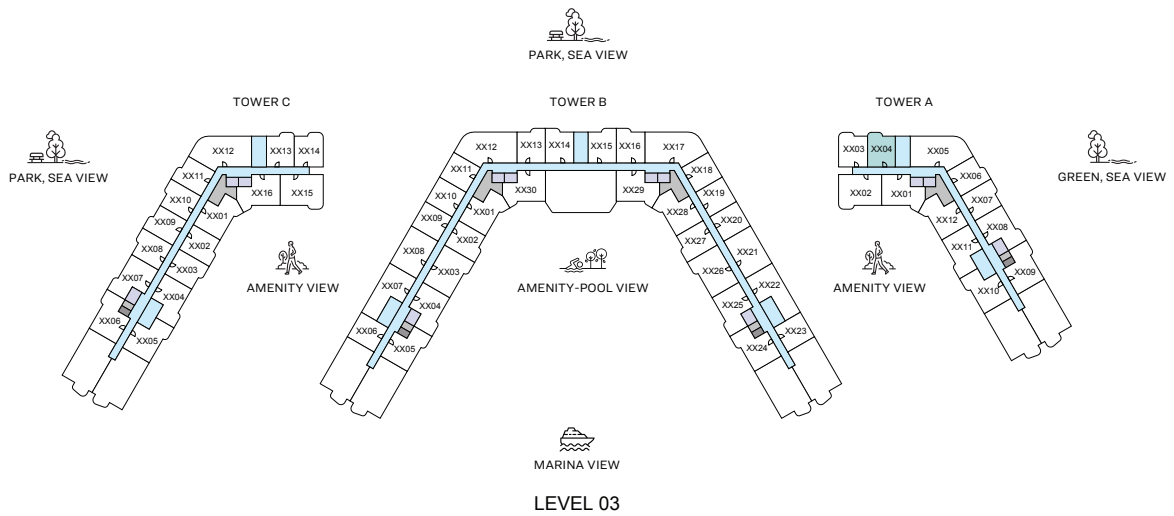 PARK, SEA VIEW
TOWER C
TOWER B
TOWER A
PARK, SEA VIEW
GREEN, SEA VIEW
XX12
XX13
XX14
XX11
XX10
XX09
XX08
XX07
XX06
XX01
XX16
XX15
XX02
XX03
XX04
XX05
AMENITY VIEW
XX12
XX13
XX14
XX15
XX16
XX17
XX11
XX10
XX09
XX08
XX07
XX06
XX01
XX30
XX29
XX28
XX02
XX03
XX04
XX05
XX18
XX19
XX20
XX21
XX22
XX23
XX27
XX26
XX25
XX24
AMENITY-POOL VIEW
XX03
XX04
XX05
XX02
XX01
XX06
XX07
XX08
XX09
XX12
XX11
XX10
AMENITY VIEW
MARINA VIEW
LEVEL 03